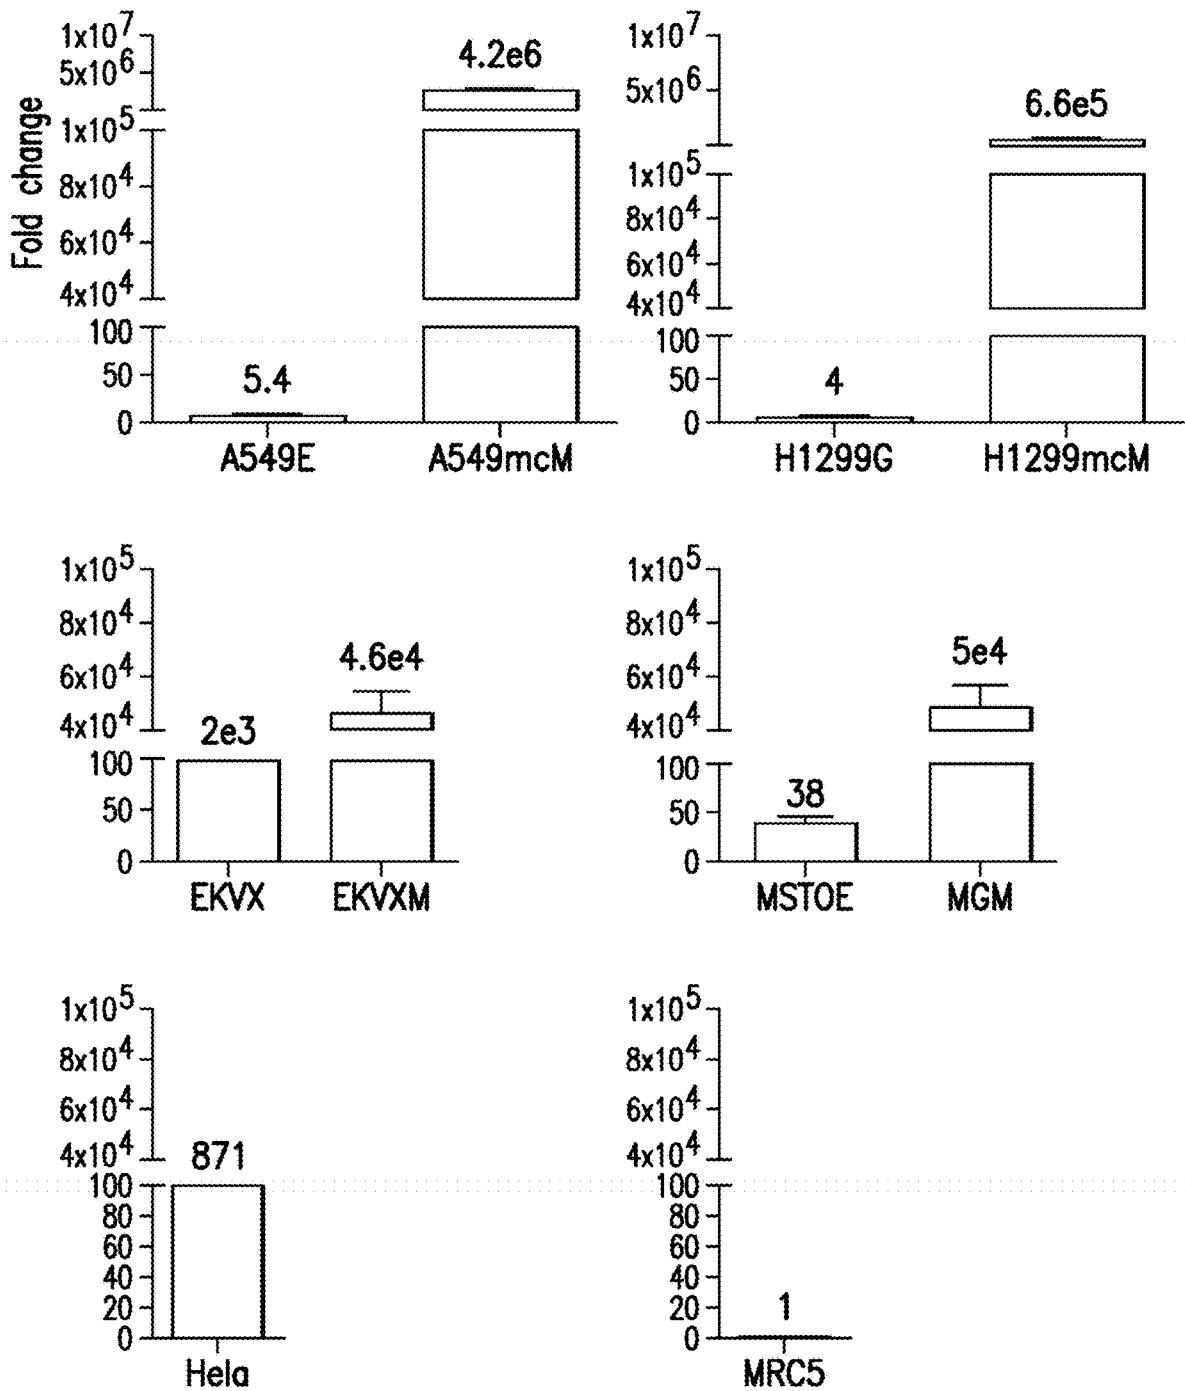 Fold change
1x10^7
5x10^6
1x10^5
8x10^4
6x10^4
4x10^4
100
50
0
4.2e6
5.4
A549E A549mcM
1x10^7
5x10^6
1x10^5
8x10^4
6x10^4
4x10^4
100
50
0
6.6e5
4
H1299G H1299mcM
1x10^5
8x10^4
6x10^4
4x10^4
100
50
0
4.6e4
2e3
EKVX EKVXM
1x10^5
8x10^4
6x10^4
4x10^4
100
50
0
5e4
38
MSTOE MGM
1x10^5
8x10^4
6x10^4
4x10^4
100
80
60
40
20
0
871
Hela
1x10^5
8x10^4
6x10^4
4x10^4
100
80
60
40
20
0
1
MRC5